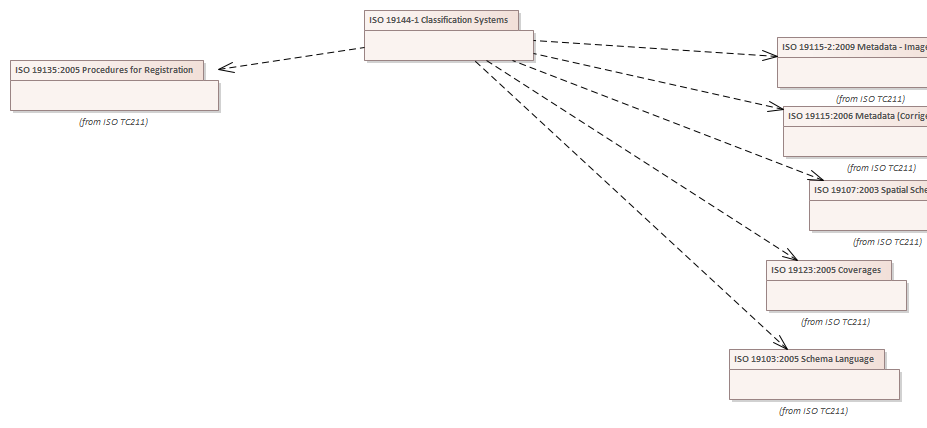 ISO 19144-1 Classification Systems
ISO 19135:2005 Procedures for Registration
(from ISO TC211)
ISO 19115-2:2009 Metadata - Image
(from ISO TC211)
ISO 19115:2006 Metadata (Corrige
(from ISO TC211)
ISO 19107:2003 Spatial Sche
(from ISO TC211)
ISO 19123:2005 Coverages
(from ISO TC211)
ISO 19103:2005 Schema Language
(from ISO TC211)